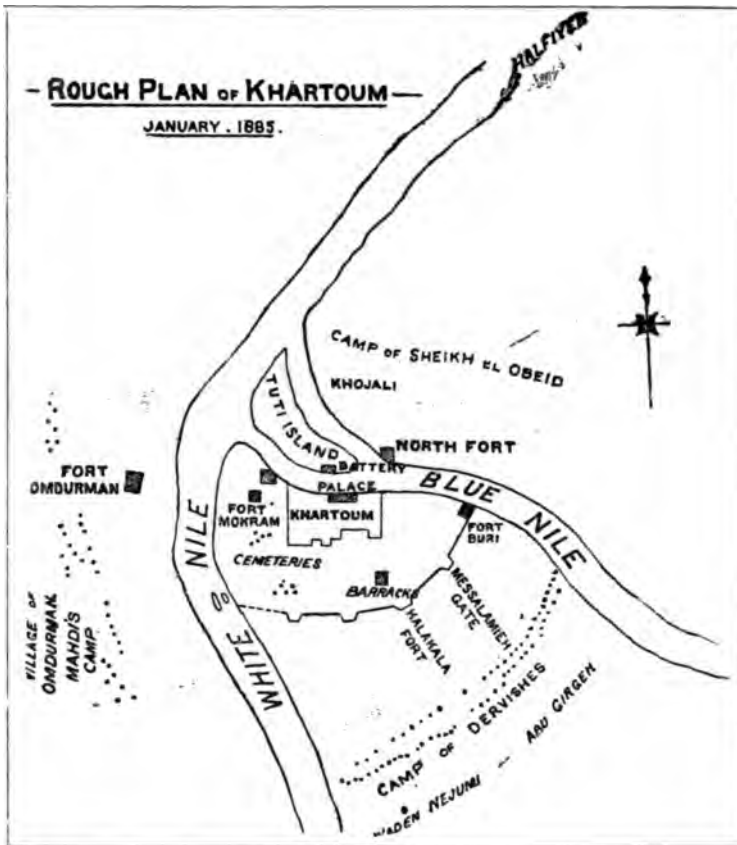 HALFIYEH
- ROUGH PLAN OF KHARTOUM -
JANUARY. 1885.
CAMP OF SHEIKH EL OBEID
KHOJALI
TUTI ISLAND
NORTH FORT
BATTERY
FORT
OMDURMAN
PALACE
BLUE NILE
FORT
MOKRAM
KHARTOUM
FORT
BURI
CEMETERIES
BARRACKS
MESSALAMIEH
GATE
KALAKALA
FORT
WHITE NILE
VILLAGE OF
OMDURMAN
MAHDI'S
CAMP
CAMP OF DERVISHES
WADEN NEJUMI ABU GIRGEH